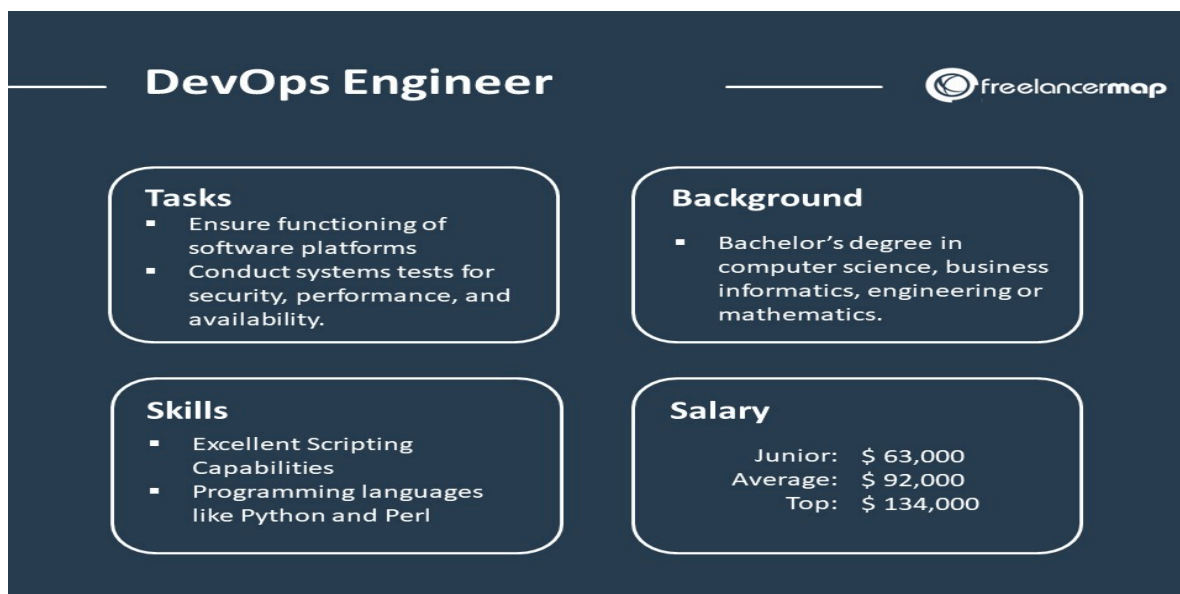 DevOps Engineer
freelancermap
Tasks
▪ Ensure functioning of
software platforms
▪ Conduct systems tests for
security, performance, and
availability.
Background
▪ Bachelor’s degree in
computer science, business
informatics, engineering or
mathematics.
Skills
▪ Excellent Scripting
Capabilities
▪ Programming languages
like Python and Perl
Salary
Junior: $ 63,000
Average: $ 92,000
Top: $ 134,000